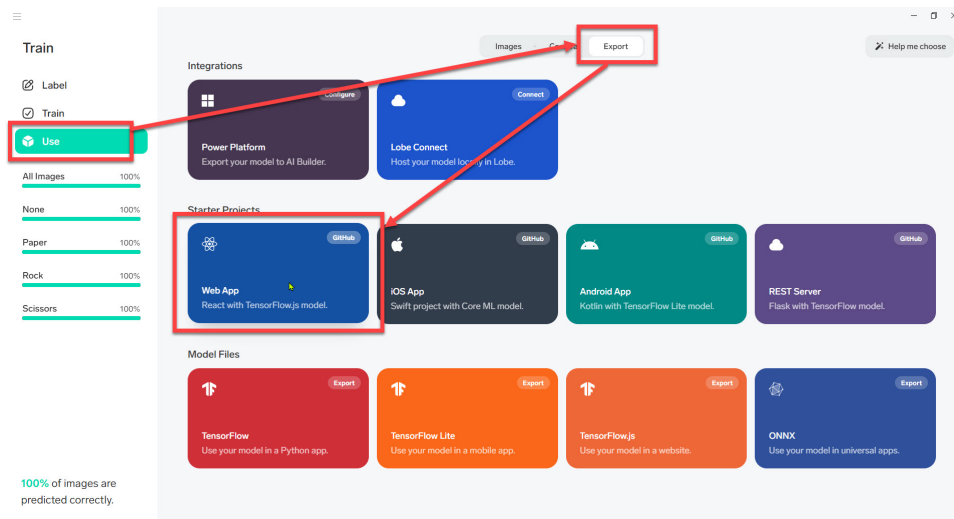 Train
Label
Train
Use
All Images 100%
None 100%
Paper 100%
Rock 100%
Scissors 100%
100% of images are
predicted correctly.
Images Export
Help me choose
Integrations
Configure
Power Platform
Export your model to AI Builder.
Connect
Lobe Connect
Host your model locally in Lobe.
Starter Projects
GitHub
Web App
React with TensorFlow.js model.
GitHub
iOS App
Swift project with Core ML model.
GitHub
Android App
Kotlin with TensorFlow Lite model.
GitHub
REST Server
Flask with TensorFlow model.
Model Files
Export
TensorFlow
Use your model in a Python app.
Export
TensorFlow Lite
Use your model in a mobile app.
Export
TensorFlow.js
Use your model in a website.
Export
ONNX
Use your model in universal apps.